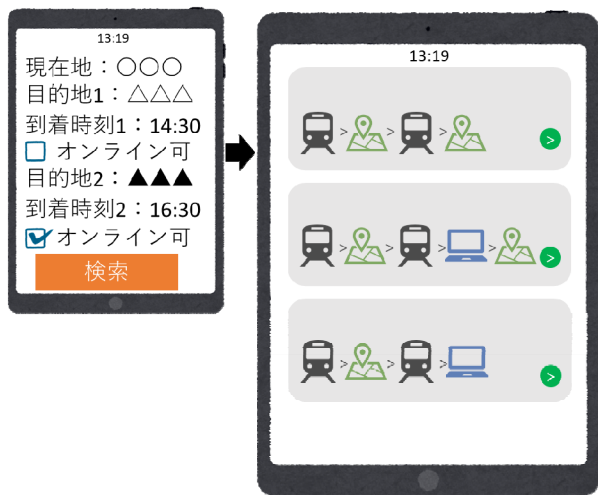 13:19
現在地：○○○
目的地1：△△△
到着時刻1：14:30
オンライン可
目的地2：▲▲▲
到着時刻2：16:30
オンライン可
検索
13:19
> > >
>
> > > >
>
> > >
>